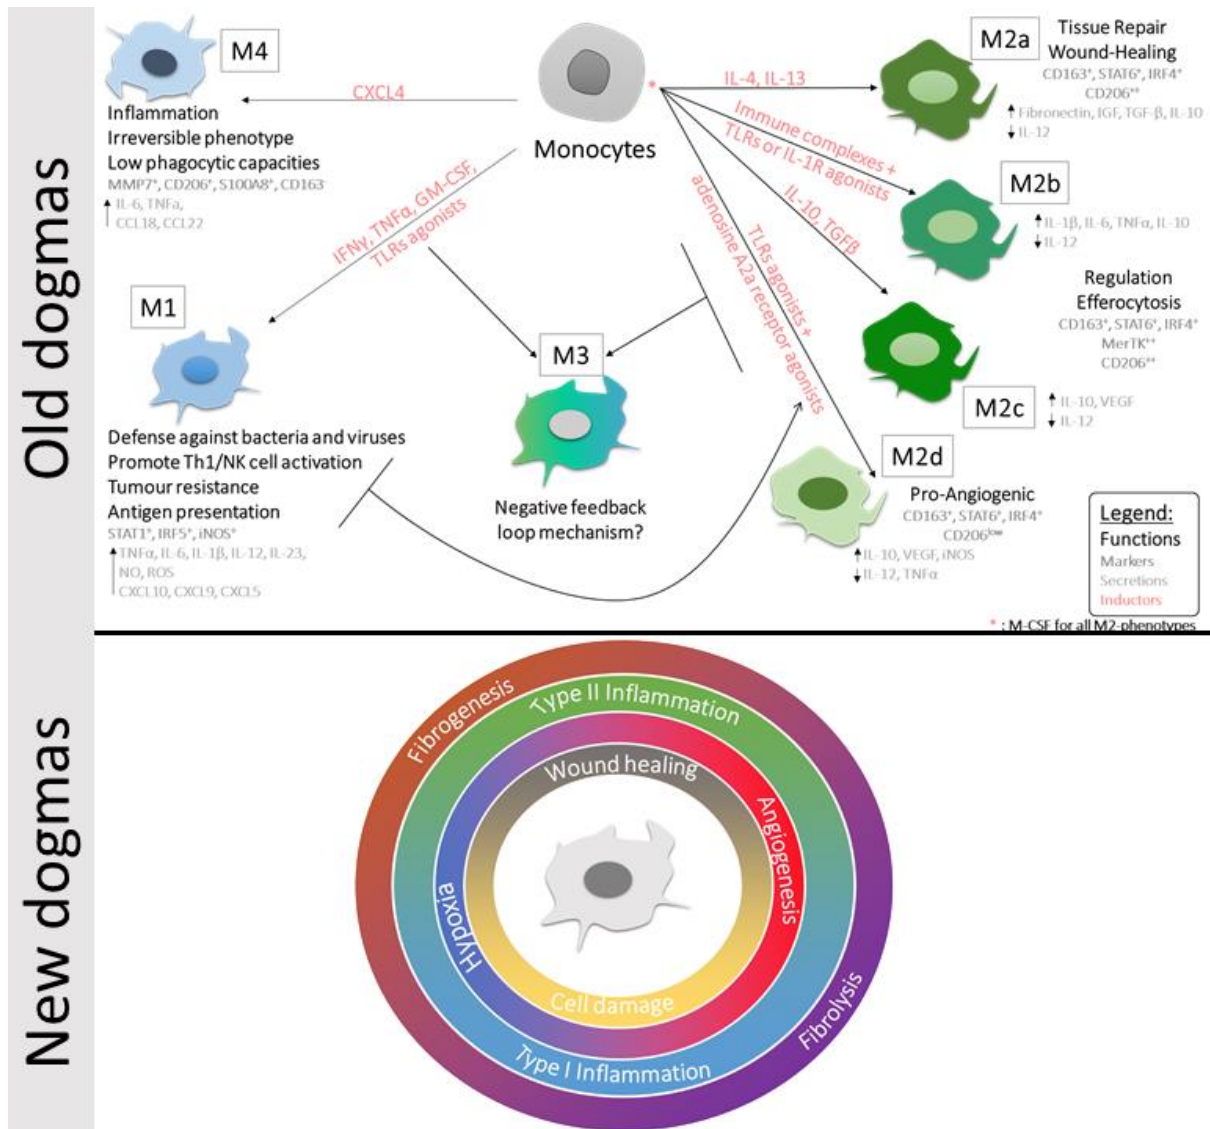 Old dogmas
M4
CXCL4
Inflammation
Irreversible phenotype
Low phagocytic capacities
MMP7⁺, CD206⁺, S100A8⁺, CD163⁻
IL-6, TNFa,
CCL18, CCL22
Monocytes
*
IFNγ, TNFα, GM-CSF,
TLRs agonists
M1
Defense against bacteria and viruses
Promote Th1/NK cell activation
Tumour resistance
Antigen presentation
STAT1⁺, IRF5⁺, iNOS⁺
TNFα, IL-6, IL-1β, IL-12, IL-23,
NO, ROS
CXCL10, CXCL9, CXCL5
M3
Negative feedback
loop mechanism?
IL-4, IL-13
Immune complexes +
TLRs or IL-1R agonists
IL-10, TGFβ
TLRs agonists +
adenosine A2a receptor agonists
M2a
Tissue Repair
Wound-Healing
CD163⁺, STAT6⁺, IRF4⁺
CD206⁺⁺
Fibronectin, IGF, TGF-β, IL-10
IL-12
M2b
IL-1β, IL-6, TNFα, IL-10
IL-12
Regulation
Efferocytosis
CD163⁺, STAT6⁺, IRF4⁺
MerTK⁺⁺
CD206⁺⁺
M2c
IL-10, VEGF
IL-12
M2d
Pro-Angiogenic
CD163⁺, STAT6⁺, IRF4⁺
CD206ˡᵒʷ
IL-10, VEGF, iNOS
IL-12, TNFα
Legend:
Functions
Markers
Secretions
Inductors
* : M-CSF for all M2-phenotypes
New dogmas
Fibrogenesis
Type II Inflammation
Wound healing
Angiogenesis
Hypoxia
Cell damage
Type I Inflammation
Fibrolysis